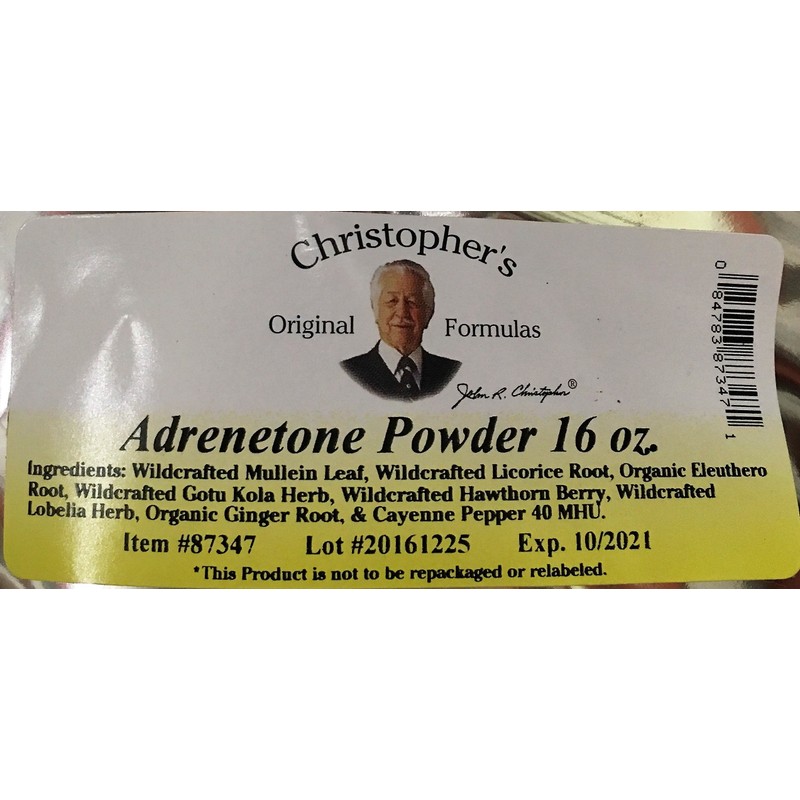 Christopher's
Original Formulas
John R. Christopher®
Adrenetone Powder 16 oz.
Ingredients: Wildcrafted Mullein Leaf, Wildcrafted Licorice Root, Organic Eleuthero
Root, Wildcrafted Gotu Kola Herb, Wildcrafted Hawthorn Berry, Wildcrafted
Lobelia Herb, Organic Ginger Root, & Cayenne Pepper 40 MHU.
Item #87347 Lot #20161225 Exp. 10/2021
*This Product is not to be repackaged or relabeled.
0 84783 87347 1